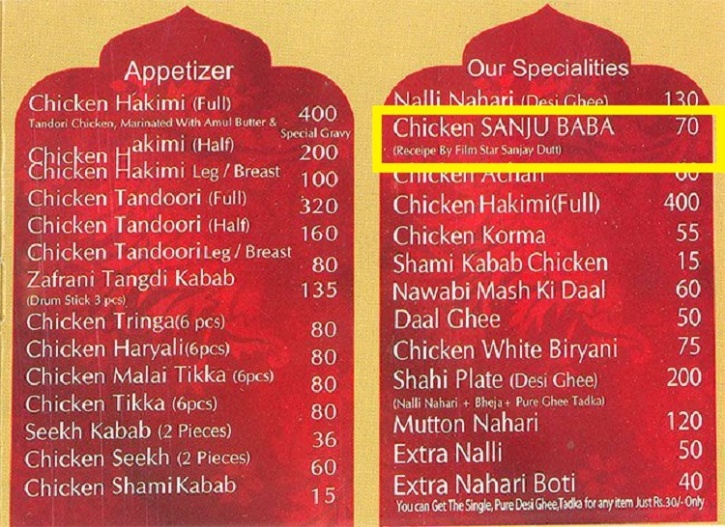 Appetizer
Chicken Hakimi (Full) 400
Tandori Chicken, Marinated With Amul Butter & Special Gravy
Chicken Hakimi (Half) 200
Chicken Hakimi Leg / Breast 100
Chicken Tandoori (Full) 320
Chicken Tandoori (Half) 160
Chicken Tandoori Leg / Breast 80
Zafrani Tangdi Kabab 135
(Drum Stick 3 pcs)
Chicken Tringa(6 pcs) 80
Chicken Haryali(6pcs) 80
Chicken Malai Tikka (6pcs) 80
Chicken Tikka (6pcs) 80
Seekh Kabab (2 Pieces) 36
Chicken Seekh (2 Pieces) 60
Chicken Shami Kabab 15
Our Specialities
Nalli Nahari (Desi Ghee) 130
Chicken SANJU BABA 70
(Receipe By Film Star Sanjay Dutt)
Chicken Achari 60
Chicken Hakimi(Full) 400
Chicken Korma 55
Shami Kabab Chicken 15
Nawabi Mash Ki Daal 60
Daal Ghee 50
Chicken White Biryani 75
Shahi Plate (Desi Ghee) 200
(Nalli Nahari + Bheja+ Pure Ghee Tadka)
Mutton Nahari 120
Extra Nalli 50
Extra Nahari Boti 40
You can Get The Single, Pure Desi Ghee,Tadka for any item Just Rs.30/- Only